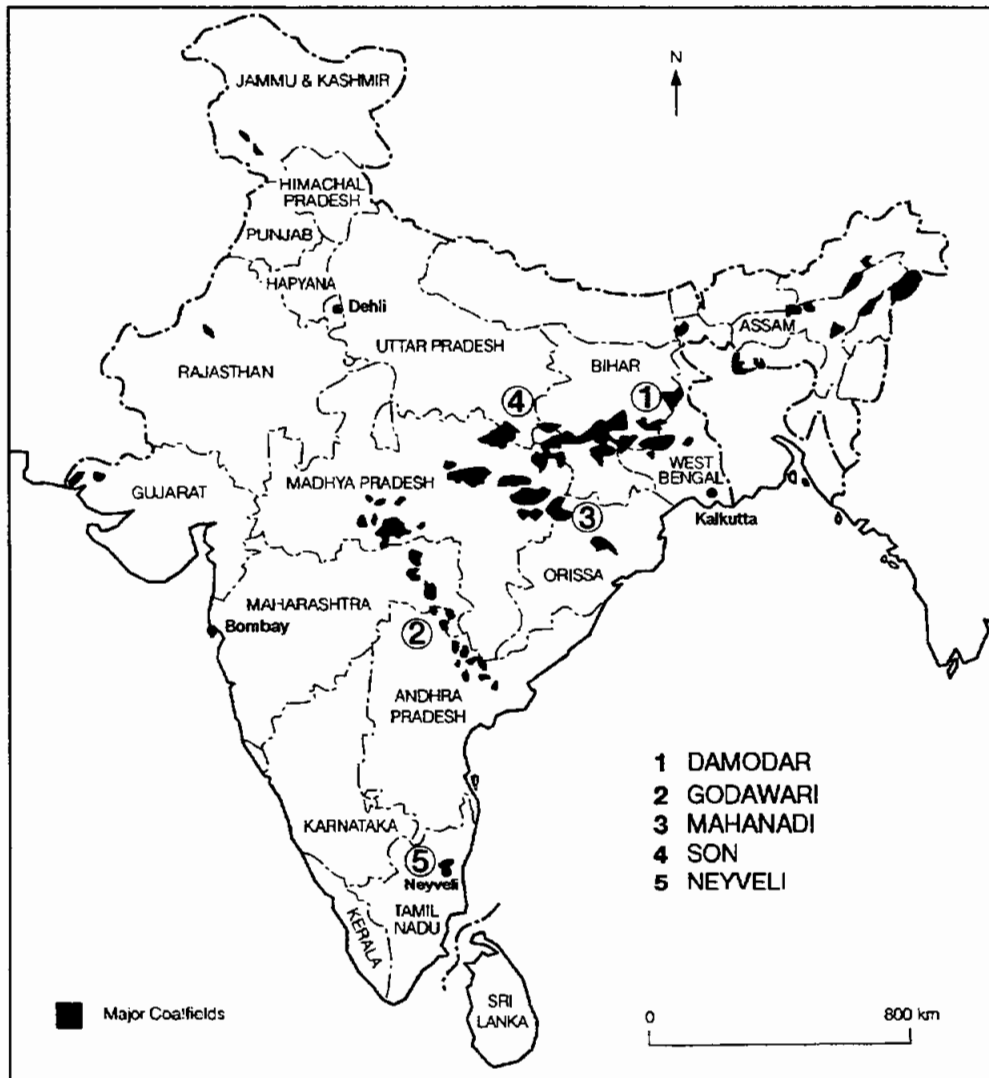 N
JAMMU & KASHMIR
HIMACHAL
PRADESH
PUNJAB
HAPYANA
Dehli
RAJASTHAN
UTTAR PRADESH
BIHAR
ASSAM
4
1
GUJARAT
MADHYA PRADESH
WEST
BENGAL
Kalkutta
3
ORISSA
MAHARASHTRA
Bombay
2
ANDHRA
PRADESH
KARNATAKA
5
Neyveli
TAMIL
NADU
KERALA
SRI
LANKA
1 DAMODAR
2 GODAWARI
3 MAHANADI
4 SON
5 NEYVELI
Major Coalfields
0 800 km